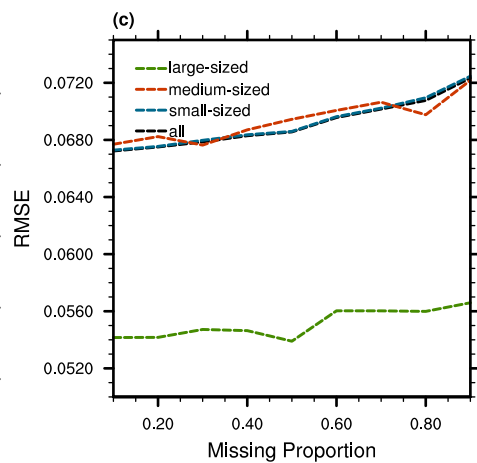 (c)
large-sized
medium-sized
small-sized
all
0.0720
0.0680
0.0640
0.0600
0.0560
0.0520
RMSE
0.20 0.40 0.60 0.80
Missing Proportion